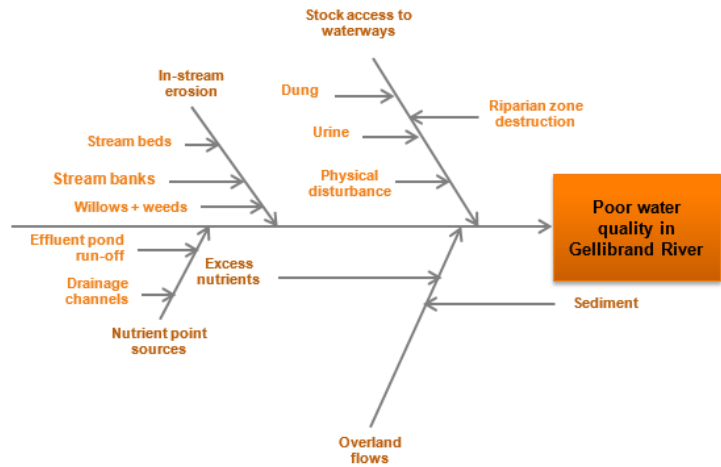 Stock access to
waterways
In-stream
erosion
Dung
Riparian zone
destruction
Urine
Stream beds
Physical
disturbance
Stream banks
Willows + weeds
Poor water
quality in
Gellibrand River
Effluent pond
run-off
Excess
nutrients
Drainage
channels
Sediment
Nutrient point
sources
Overland
flows